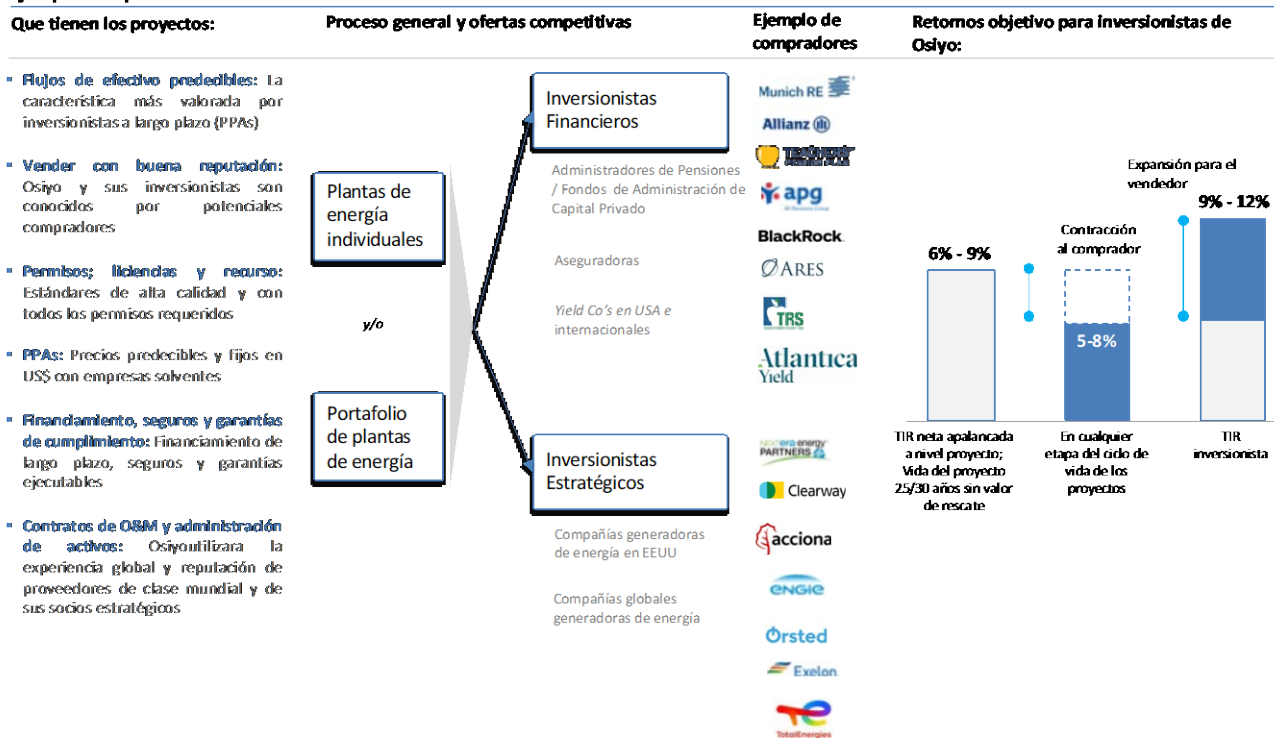 Que tienen los proyectos:
Flujos de efectivo predecibles: La
característica más valorada por
inversionistas a largo plazo (PPAs)
Vender con buena reputación:
Osiyo y sus inversionistas son
conocidos por potenciales
compradores
Permisos; liciencias y recurso:
Estándares de alta calidad y con
todos los permisos requeridos
PPAs: Precios predecibles y fijos en
US$ con empresas solventes
Financiamiento, seguros y garantías
de cumplimiento: Financiamiento de
largo plazo, seguros y garantías
ejecutables
Contratos de O&M y administración
de activos: Osiyoutilizara la
experiencia global y reputación de
proveedores de clase mundial y de
sus socios estratégicos
Proceso general y ofertas competitivas
Plantas de
energía
individuales
y/o
Portafolio
de plantas
de energía
Inversionistas
Financieros
Administradores de Pensiones
/ Fondos de Administración de
Capital Privado
Aseguradoras
Yield Co's en USA e
internacionales
Inversionistas
Estratégicos
Compañías generadoras
de energía en EEUU
Compañías globales
generadoras de energía
Ejemplo de
compradores
Munich RE
Allianz
TEACHERS'
apg
BlackRock
ARES
TRS
Atlantica
Yield
nextera energy
PARTNERS
Clearway
acciona
ENGIE
Ørsted
Exelon
TotalEnergies
Retornos objetivo para inversionistas de
Osiyo:
6% - 9%
Contracción
al comprador
5-8%
Expansión para el
vendedor
9% - 12%
TIR neta apalancada
a nivel proyecto;
Vida del proyecto
25/30 años sin valor
de rescate
En cualquier
etapa del ciclo de
vida de los
proyectos
TIR
inversionista